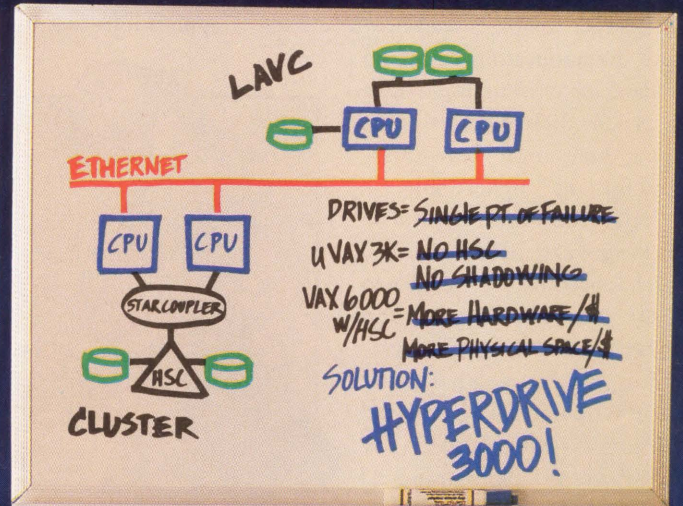 LAVC
CPU
CPU
ETHERNET
CPU
CPU
STARCOUPLER
HSC
CLUSTER
DRIVES= SINGLE PT. OF FAILURE
UVAX 3K= NO HSC
NO SHADOWING
VAX 6000
W/HSC= MORE HARDWARE/$
MORE PHYSICAL SPACE/$
SOLUTION:
HYPERDRIVE
3000!